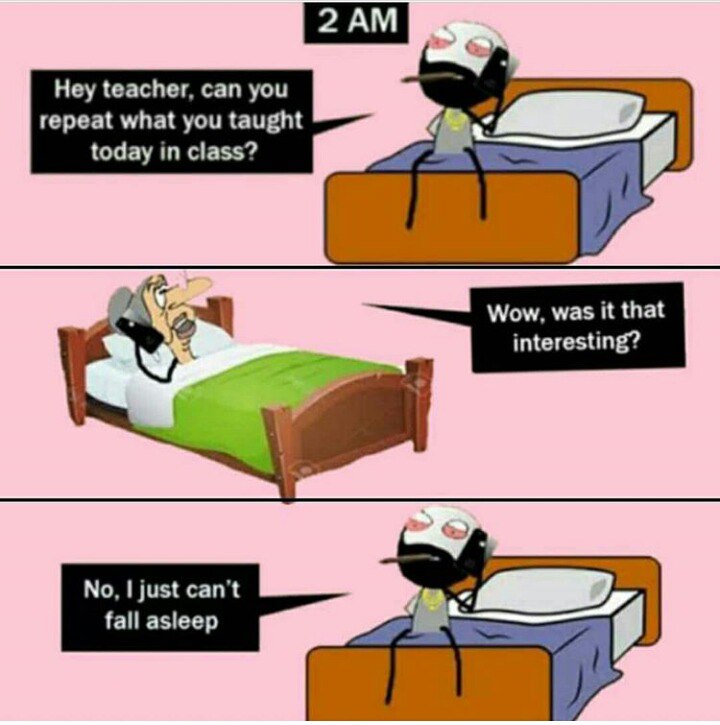 2 AM
Hey teacher, can you
repeat what you taught
today in class?
Wow, was it that
interesting?
No, I just can't
fall asleep